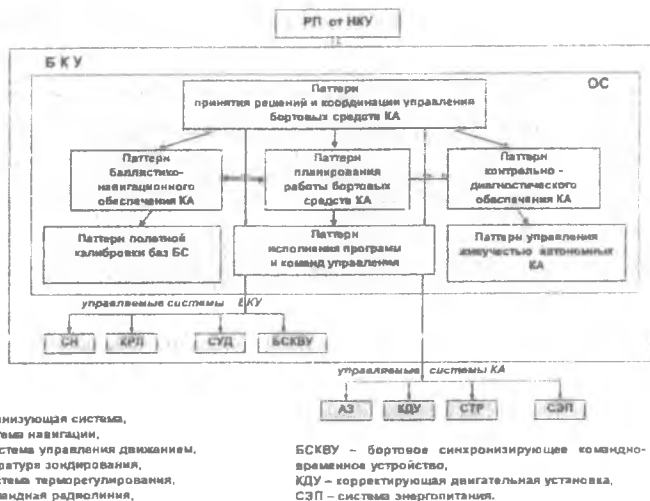 РП от НКУ
БКУ
ОС
Паттерн
принятия решений и координации управления
бортовых средств КА
Паттерн
балластико-
навигационного
обеспечения КА
Паттерн
планирования
работы бортовых
средств КА
Паттерн
контрольно -
диагностического
обеспечения КА
Паттерн полетной
калибровки баз БС
Паттерн
исполнения програмы
и команд управления
Паттерн управления
живучестью автономных
КА
управляемые системы БКУ
СН
КРЛ
СУД
БСКВУ
управляемые системы КА
АЗ
КДУ
СТР
СЭП
анизующая система,
тема навигации,
стема управления движением,
ратура зондирования,
стема терморегулирования,
андная радиолиния,
БСКВУ – бортовое синхронизирующее командно-
временное устройство,
КДУ – корректирующая двигательная установка,
СЭП – система энергопитания.